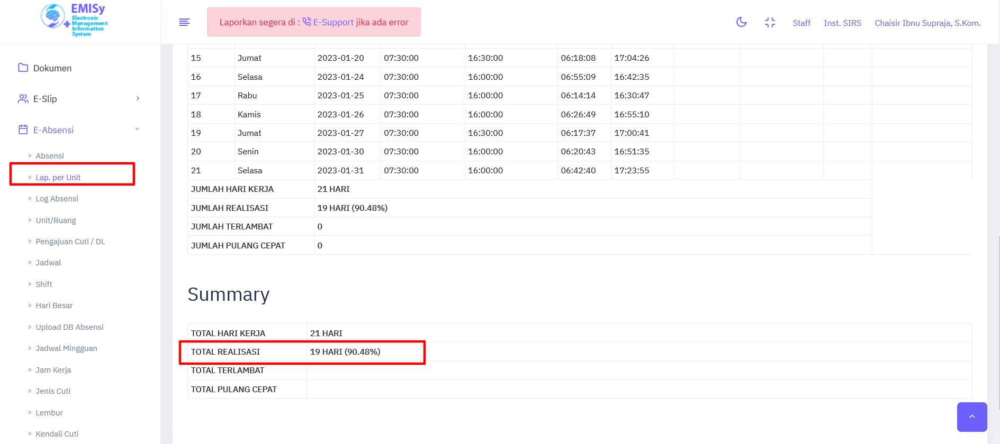 EMISy
Electronic
Management
Information
System
Laporkan segera di : E-Support jika ada error
Staff
Inst. SIRS
Chaisir Ibnu Supraja, S.Kom.
Dokumen
E-Slip
E-Absensi
Absensi
Lap. per Unit
Log Absensi
Unit/Ruang
Pengajuan Cuti / DL
Jadwal
Shift
Hari Besar
Upload DB Absensi
Jadwal Mingguan
Jam Kerja
Jenis Cuti
Lembur
Kendali Cuti
15 Jumat 2023-01-20 07:30:00 16:30:00 06:18:08 17:04:26
16 Selasa 2023-01-24 07:30:00 16:00:00 06:55:09 16:42:35
17 Rabu 2023-01-25 07:30:00 16:00:00 06:14:14 16:30:47
18 Kamis 2023-01-26 07:30:00 16:00:00 06:26:49 16:55:10
19 Jumat 2023-01-27 07:30:00 16:30:00 06:17:37 17:00:41
20 Senin 2023-01-30 07:30:00 16:00:00 06:20:43 16:51:35
21 Selasa 2023-01-31 07:30:00 16:00:00 06:42:40 17:23:55
JUMLAH HARI KERJA 21 HARI
JUMLAH REALISASI 19 HARI (90.48%)
JUMLAH TERLAMBAT 0
JUMLAH PULANG CEPAT 0
Summary
TOTAL HARI KERJA 21 HARI
TOTAL REALISASI 19 HARI (90.48%)
TOTAL TERLAMBAT
TOTAL PULANG CEPAT